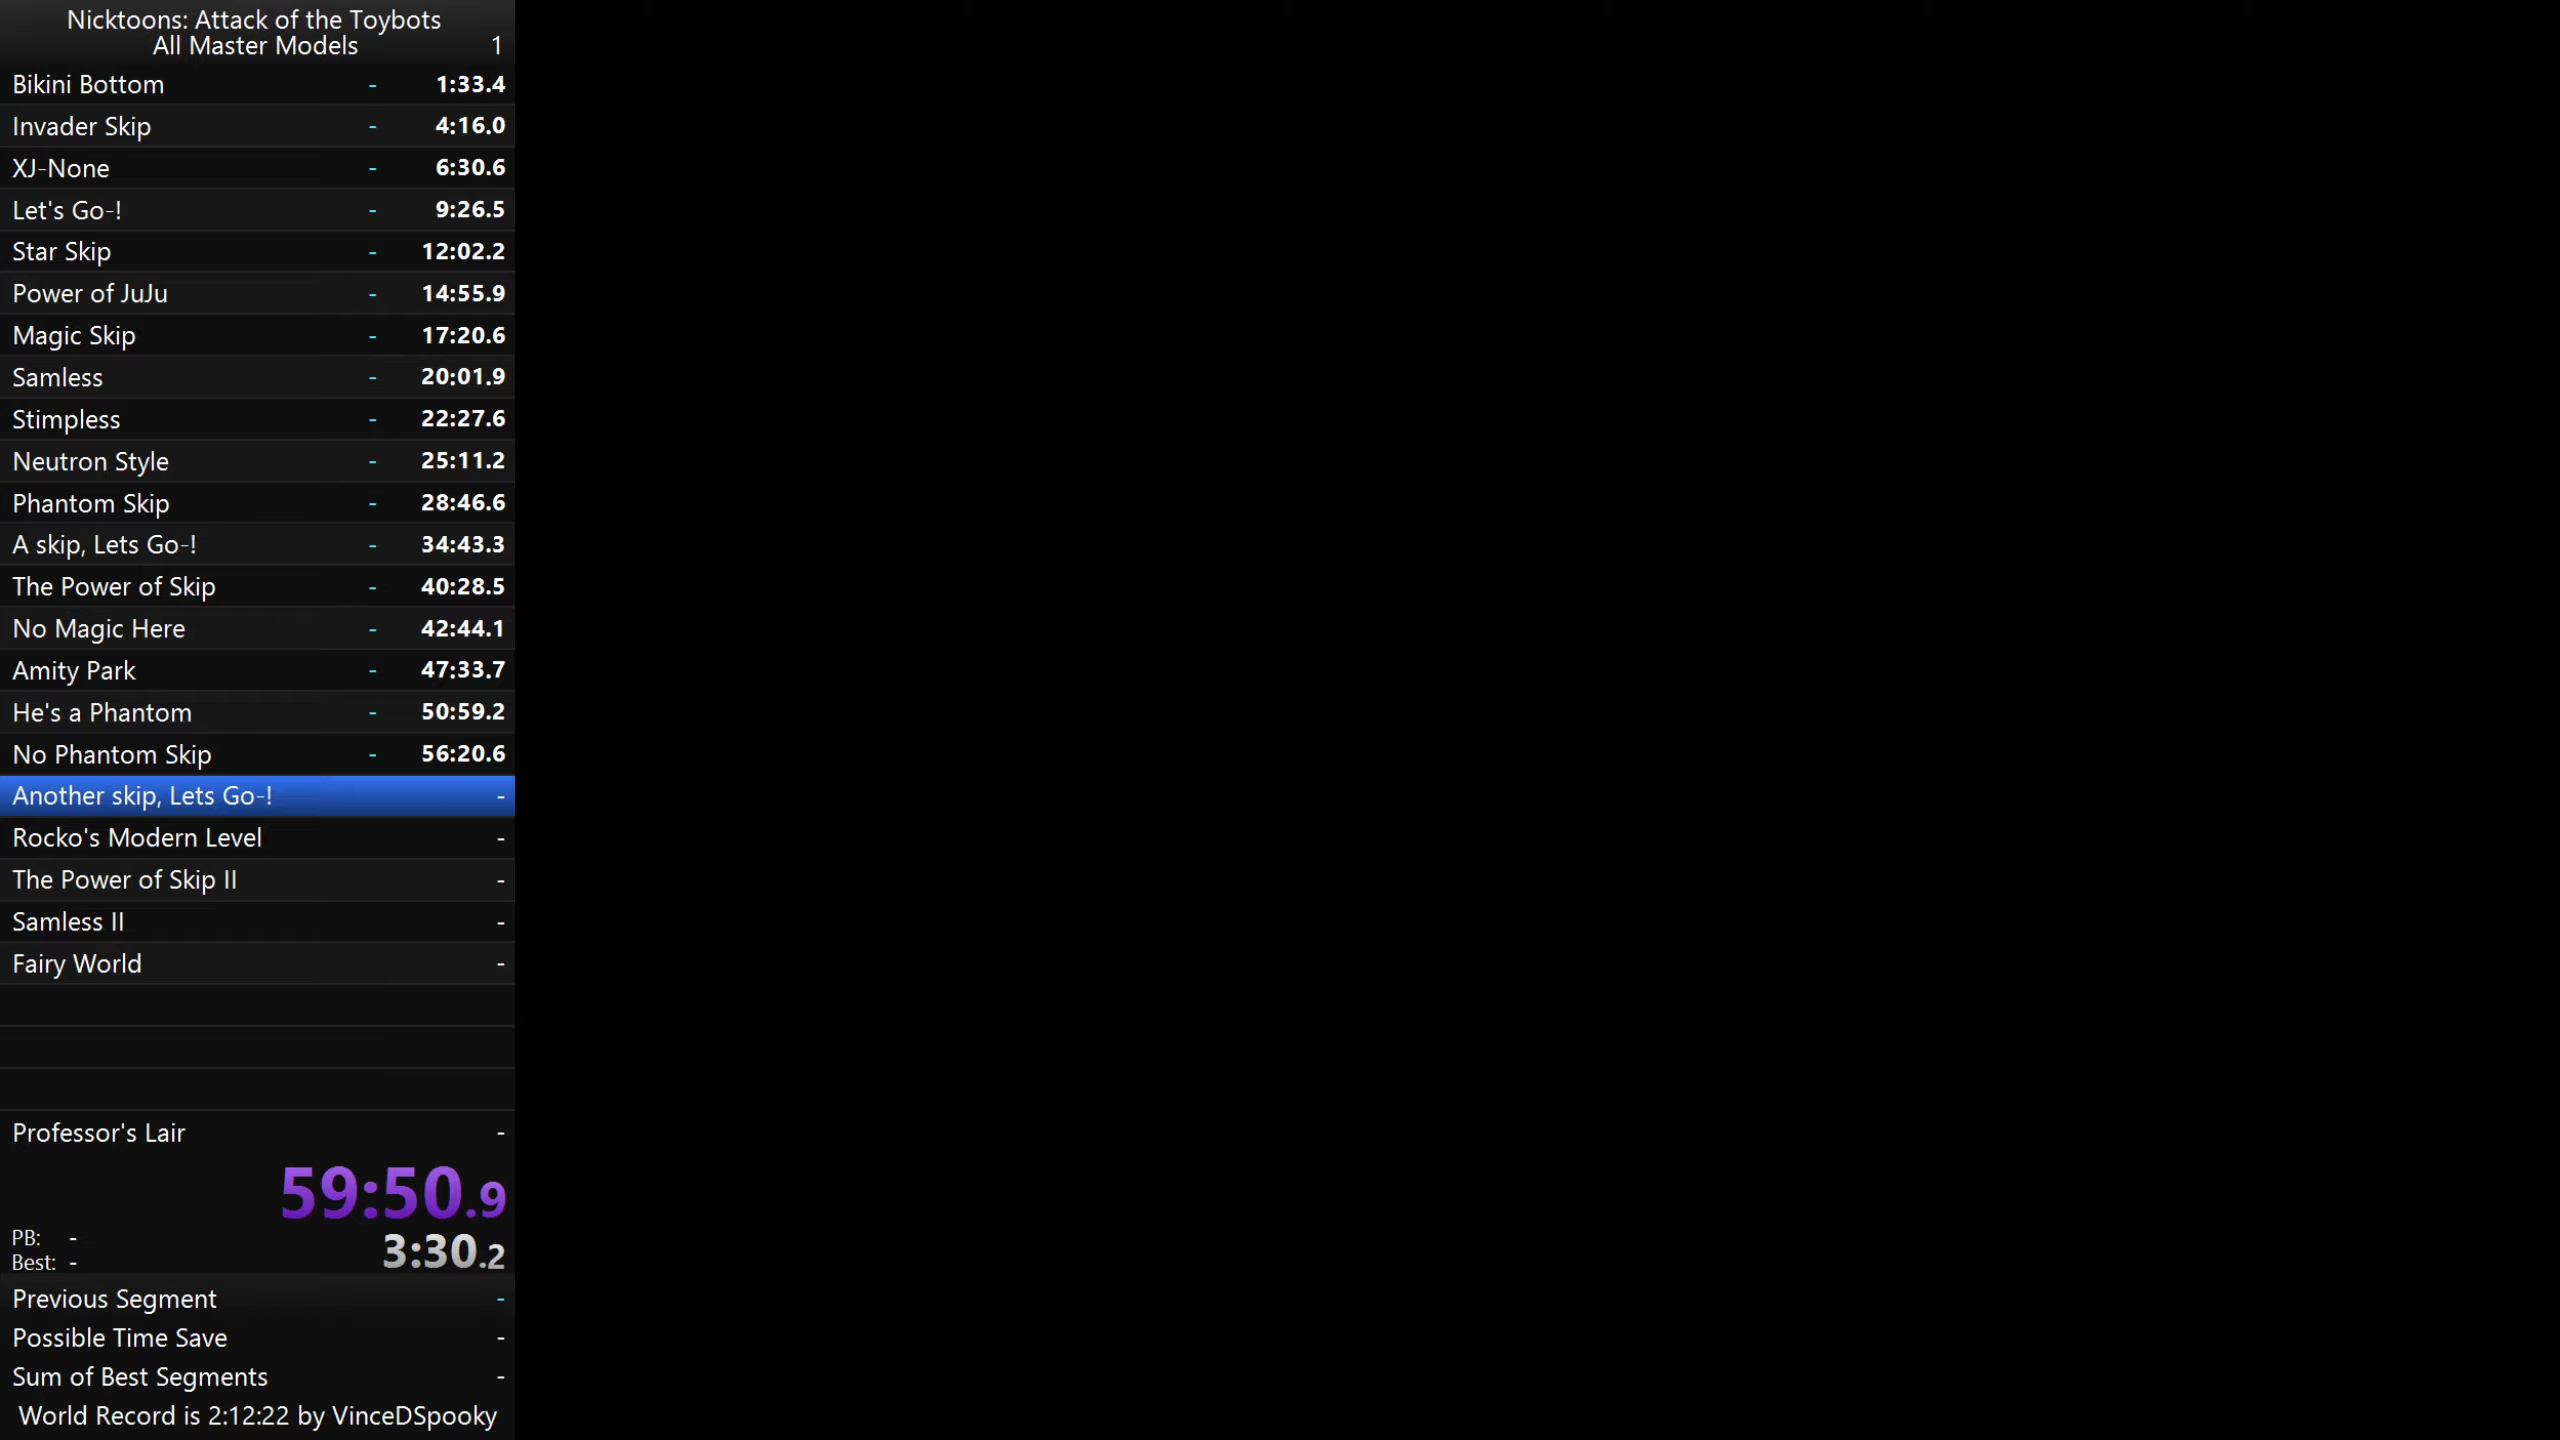 Nicktoons: Attack of the Toybots
All Master Models 1
Bikini Bottom - 1:33.4
Invader Skip - 4:16.0
XJ-None - 6:30.6
Let's Go-! - 9:26.5
Star Skip - 12:02.2
Power of JuJu - 14:55.9
Magic Skip - 17:20.6
Samless - 20:01.9
Stimpless - 22:27.6
Neutron Style - 25:11.2
Phantom Skip - 28:46.6
A skip, Lets Go-! - 34:43.3
The Power of Skip - 40:28.5
No Magic Here - 42:44.1
Amity Park - 47:33.7
He's a Phantom - 50:59.2
No Phantom Skip - 56:20.6
Another skip, Lets Go-! -
Rocko's Modern Level -
The Power of Skip II -
Samless II -
Fairy World -
Professor's Lair -
59:50.9
PB: -
Best: -
3:30.2
Previous Segment -
Possible Time Save -
Sum of Best Segments -
World Record is 2:12:22 by VinceDSpooky